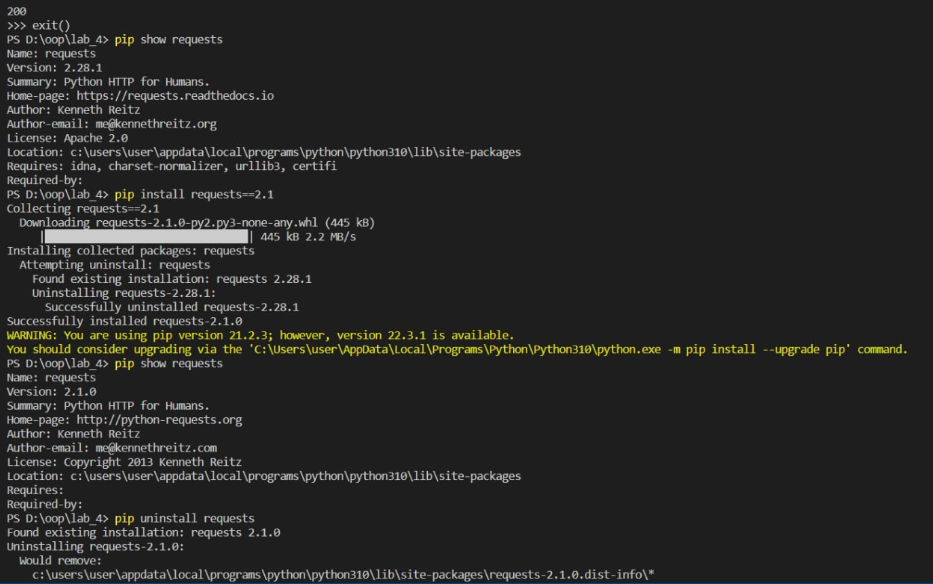 200
>>> exit()
PS D:\oop\lab_4> pip show requests
Name: requests
Version: 2.28.1
Summary: Python HTTP for Humans.
Home-page: https://requests.readthedocs.io
Author: Kenneth Reitz
Author-email: me@kennethreitz.org
License: Apache 2.0
Location: c:\users\user\appdata\local\programs\python\python310\lib\site-packages
Requires: idna, charset-normalizer, urllib3, certifi
Required-by:
PS D:\oop\lab_4> pip install requests==2.1
Collecting requests==2.1
  Downloading requests-2.1.0-py2.py3-none-any.whl (445 kB)
     |████████████████████████████████| 445 kB 2.2 MB/s
Installing collected packages: requests
  Attempting uninstall: requests
    Found existing installation: requests 2.28.1
    Uninstalling requests-2.28.1:
      Successfully uninstalled requests-2.28.1
Successfully installed requests-2.1.0
WARNING: You are using pip version 21.2.3; however, version 22.3.1 is available.
You should consider upgrading via the 'C:\Users\user\AppData\Local\Programs\Python\Python310\python.exe -m pip install --upgrade pip' command.
PS D:\oop\lab_4> pip show requests
Name: requests
Version: 2.1.0
Summary: Python HTTP for Humans.
Home-page: http://python-requests.org
Author: Kenneth Reitz
Author-email: me@kennethreitz.com
License: Copyright 2013 Kenneth Reitz
Location: c:\users\user\appdata\local\programs\python\python310\lib\site-packages
Requires:
Required-by:
PS D:\oop\lab_4> pip uninstall requests
Found existing installation: requests 2.1.0
Uninstalling requests-2.1.0:
  Would remove:
    c:\users\user\appdata\local\programs\python\python310\lib\site-packages\requests-2.1.0.dist-info\*